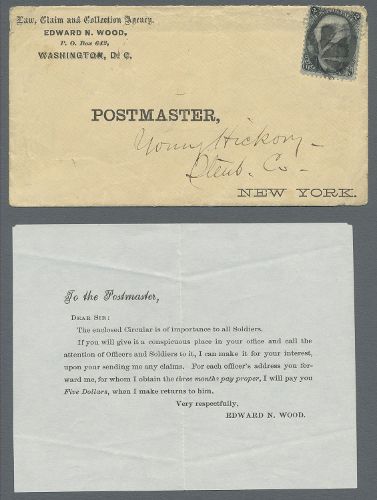 Law, Claim and Collection Agency.
EDWARD N. WOOD,
P. O. Box 642,
WASHINGTON, D. C.
POSTMASTER,
Young Hickory
Steub. Co.
NEW YORK.
To the Postmaster,
DEAR SIR:
The enclosed Circular is of importance to all Soldiers.
If you will give it a conspicuous place in your office and call the
attention of Officers and Soldiers to it, I can make it for your interest,
upon your sending me any claims. For each officer's address you for-
ward me, for whom I obtain the three months pay proper, I will pay you
Five Dollars, when I make returns to him.
Very respectfully,
EDWARD N. WOOD.